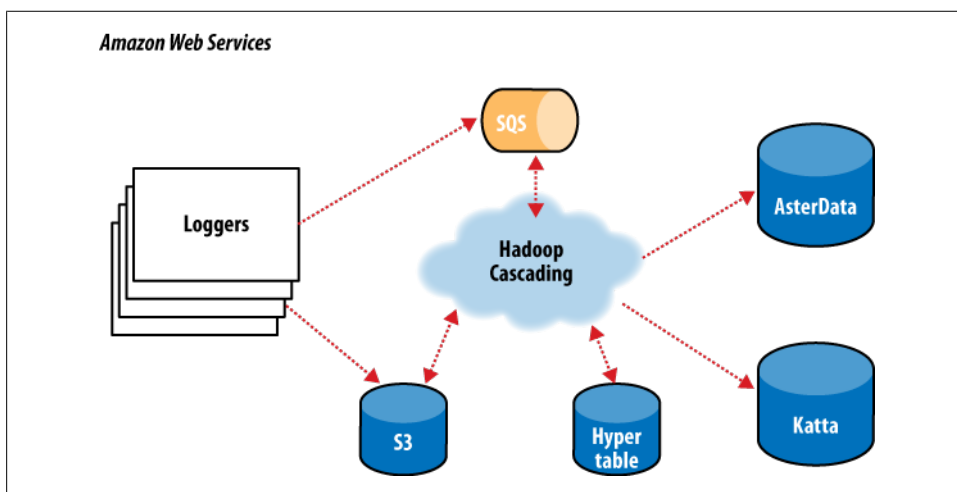 Amazon Web Services
SQS
Loggers
AsterData
Hadoop
Cascading
S3
Hyper
table
Katta